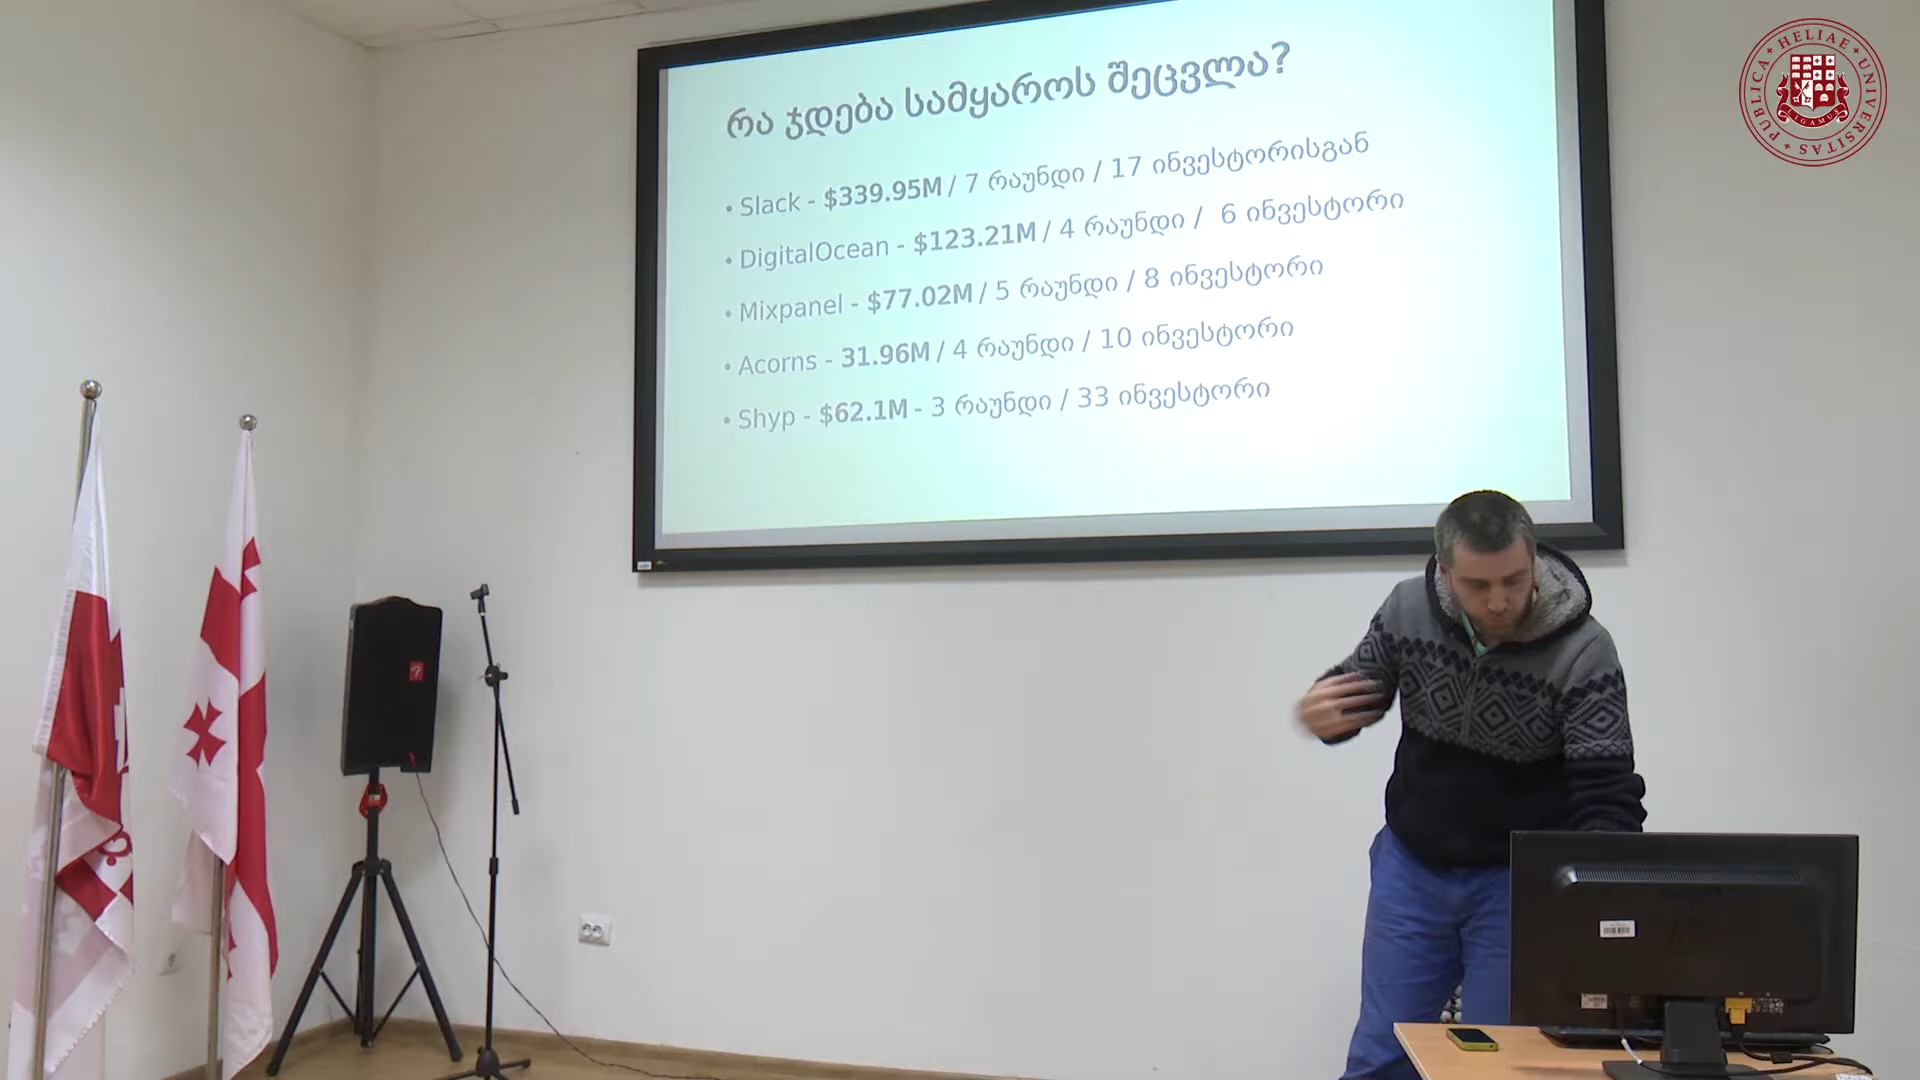 რა ჯდება სამყაროს შეცვლა?
• Slack - $339.95M / 7 რაუნდი / 17 ინვესტორისგან
• DigitalOcean - $123.21M / 4 რაუნდი / 6 ინვესტორი
• Mixpanel - $77.02M / 5 რაუნდი / 8 ინვესტორი
• Acorns - 31.96M / 4 რაუნდი / 10 ინვესტორი
• Shyp - $62.1M - 3 რაუნდი / 33 ინვესტორი
PUBLICA • HELIAE • UNIVERSITAS
LIGAMUS